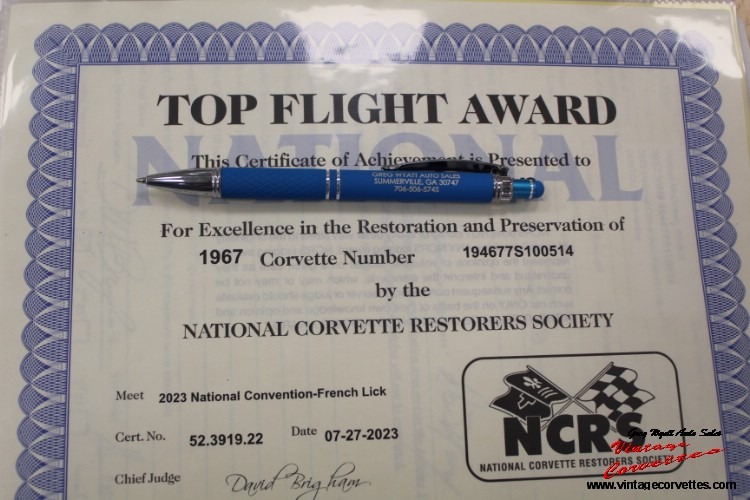 TOP FLIGHT AWARD
NATIONAL
This Certificate of Achievement is Presented to
GREG WYATT AUTO SALES
SUMMERVILLE, GA 30747
706-506-5745
For Excellence in the Restoration and Preservation of
1967 Corvette Number 194677S100514
by the
NATIONAL CORVETTE RESTORERS SOCIETY
Meet 2023 National Convention-French Lick
Cert. No. 52.3919.22 Date 07-27-2023
Chief Judge David Brigham
NCRS
NATIONAL CORVETTE RESTORERS SOCIETY
Greg Wyatt Auto Sales
Vintage Corvettes
www.vintagecorvettes.com